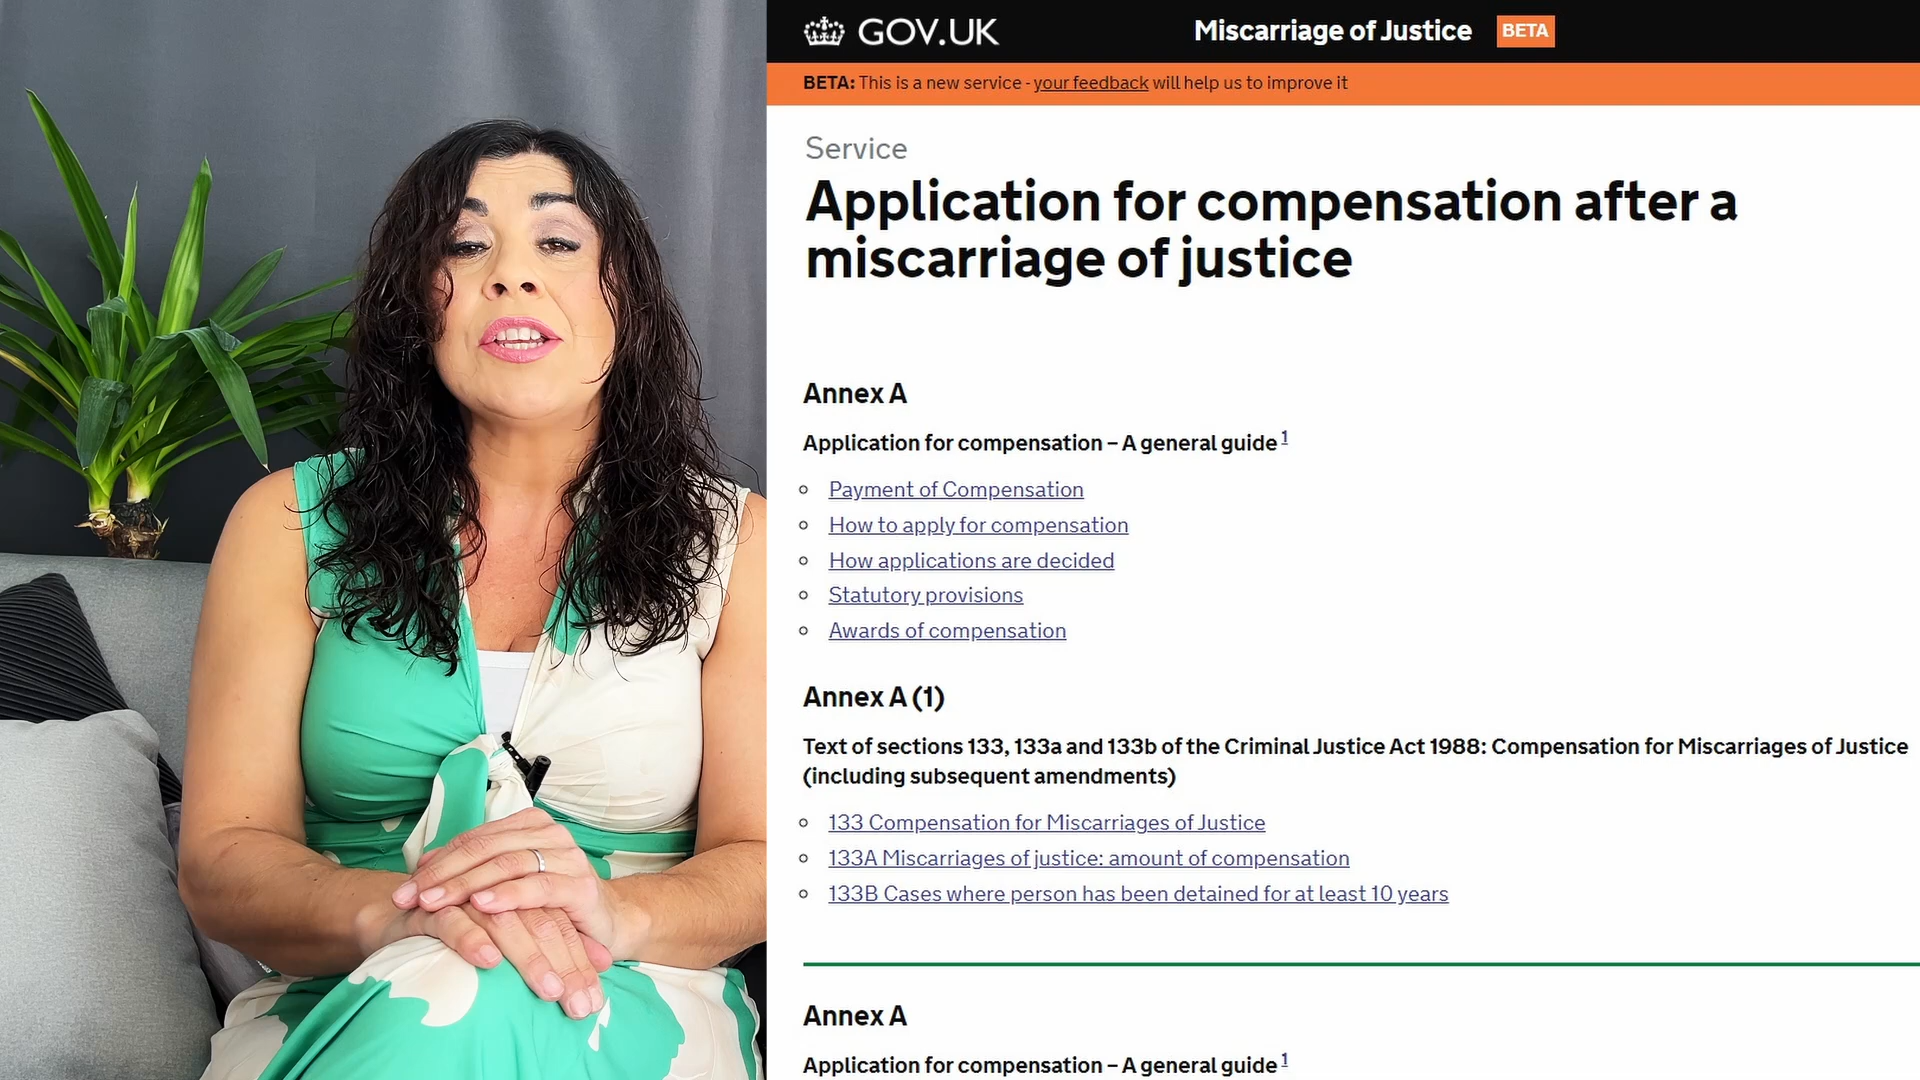 GOV.UK
Miscarriage of Justice
BETA
BETA: This is a new service - your feedback will help us to improve it
Service
Application for compensation after a
miscarriage of justice
Annex A
Application for compensation – A general guide 1
Payment of Compensation
How to apply for compensation
How applications are decided
Statutory provisions
Awards of compensation
Annex A (1)
Text of sections 133, 133a and 133b of the Criminal Justice Act 1988: Compensation for Miscarriages of Justice
(including subsequent amendments)
133 Compensation for Miscarriages of Justice
133A Miscarriages of justice: amount of compensation
133B Cases where person has been detained for at least 10 years
Annex A
Application for compensation – A general guide 1